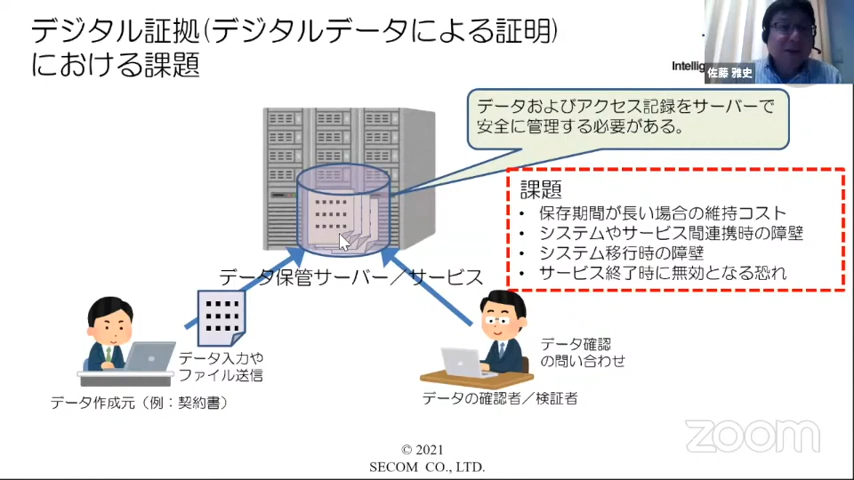 デジタル証拠(デジタルデータによる証明)
における課題
Intellig
佐藤 雅史
データおよびアクセス記録をサーバーで
安全に管理する必要がある。
課題
• 保存期間が長い場合の維持コスト
• システムやサービス間連携時の障壁
• システム移行時の障壁
• サービス終了時に無効となる恐れ
データ保管サーバー／サービス
データ入力や
ファイル送信
データ作成元（例：契約書）
データ確認
の問い合わせ
データの確認者／検証者
© 2021
SECOM CO., LTD.
zoom